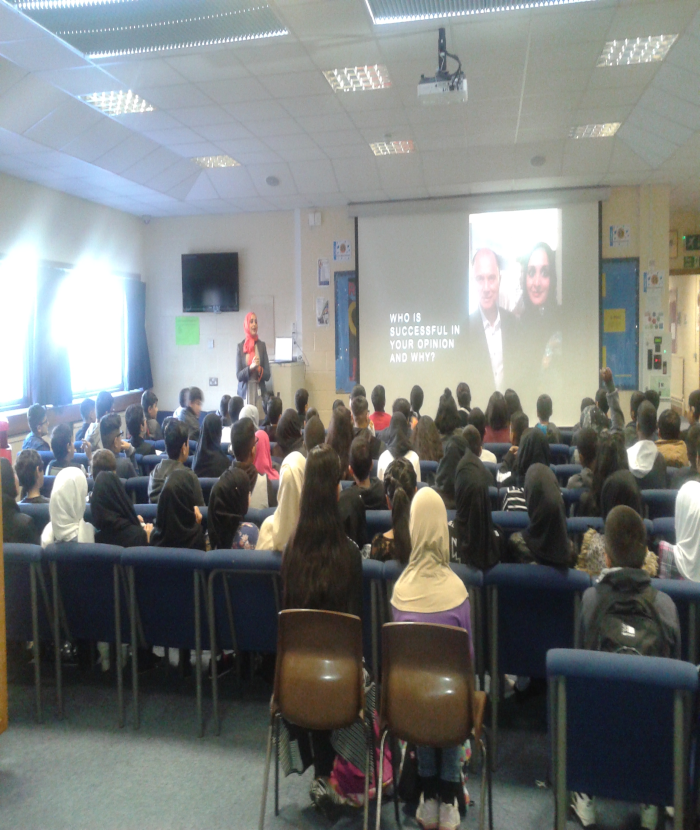 WHO IS
SUCCESSFUL IN
YOUR OPINION
AND WHY?